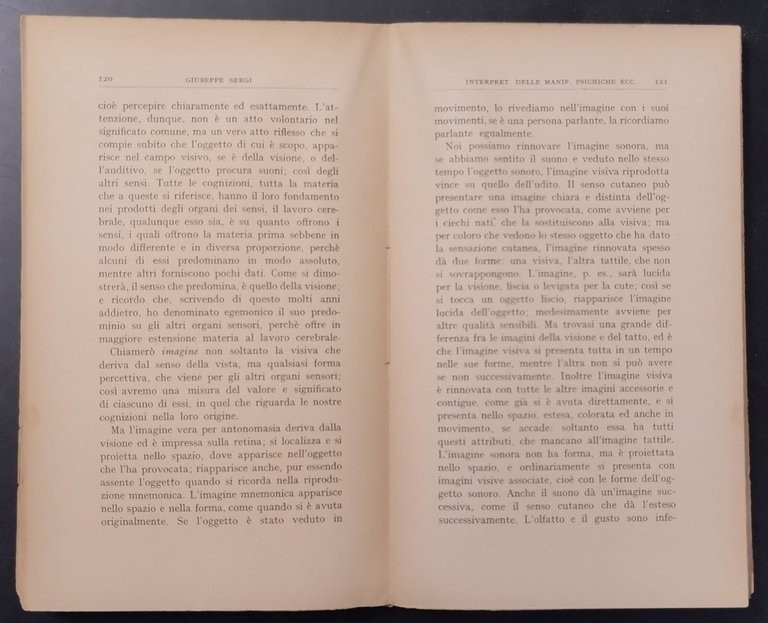 120 GIUSEPPE SERGI
cioè percepire chiaramente ed esattamente. L'at-
tenzione, dunque, non è un atto volontario nel
significato comune, ma un vero atto riflesso che si
compie subito che l'oggetto di cui è scopo, appa-
risce nel campo visivo, se è della visione, o del-
l'auditivo, se l'oggetto procura suoni; così degli
altri sensi. Tutte le cognizioni, tutta la materia
che a queste si riferisce, hanno il loro fondamento
nei prodotti degli organi dei sensi, il lavoro cere-
brale, qualunque esso sia, è su quanto offrono i
sensi, i quali offrono la materia prima sebbene in
modo differente e in diversa proporzione, perchè
alcuni di essi predominano in modo assoluto,
mentre altri forniscono pochi dati. Come si dimo-
strerà, il senso che predomina, è quello della visione;
e ricordo che, scrivendo di questo molti anni
addietro, ho denominato egemonico il suo predo-
minio su gli altri organi sensori, perchè offre in
maggiore estensione materia al lavoro cerebrale.
Chiamerò imagine non soltanto la visiva che
deriva dal senso della vista, ma qualsiasi forma
percettiva, che viene per gli altri organi sensori;
così avremo una misura del valore e significato
di ciascuno di essi, in quel che riguarda le nostre
cognizioni nella loro origine.
Ma l'imagine vera per antonomasia deriva dalla
visione ed è impressa sulla retina; si localizza e si
proietta nello spazio, dove apparisce nell'oggetto
che l'ha provocata; riapparisce anche, pur essendo
assente l'oggetto quando si ricorda nella riprodu-
zione mnemonica. L'imagine mnemonica apparisce
nello spazio e nella forma, come quando si è avuta
originalmente. Se l'oggetto è stato veduto in
INTERPRET. DELLE MANIF. PSICHICHE ECC. 121
movimento, lo rivediamo nell'imagine con i suoi
movimenti, se è una persona parlante, la ricordiamo
parlante egualmente.
Noi possiamo rinnovare l'imagine sonora, ma
se abbiamo sentito il suono e veduto nello stesso
tempo l'oggetto sonoro, l'imagine visiva riprodotta
vince su quello dell'udito. Il senso cutaneo può
presentare una imagine chiara e distinta dell'og-
getto come esso l'ha provocata, come avviene per
i ciechi nati, che la sostituiscono alla visiva; ma
per coloro che vedono lo stesso oggetto che ha dato
la sensazione cutanea, l'imagine rinnovata spesso
dà due forme: una visiva, l'altra tattile, che non
si sovrappongono. L'imagine, p. es., sarà lucida
per la visione, liscia o levigata per la cute; così se
si tocca un oggetto liscio, riapparisce l'imagine
lucida dell'oggetto; medesimamente avviene per
altre qualità sensibili. Ma trovasi una grande dif-
ferenza fra le imagini della visione e del tatto, ed è
che l'imagine visiva si presenta tutta in un tempo
nelle sue forme, mentre l'altra non si può avere
se non successivamente. Inoltre l'imagine visiva
è rinnovata con tutte le altre imagini accessorie e
contigue, come già si è avuta direttamente, e si
presenta nello spazio, estesa, colorata ed anche in
movimento, se accade: soltanto essa ha tutti
questi attributi, che mancano all'imagine tattile.
L'imagine sonora non ha forma, ma è proiettata
nello spazio, e ordinariamente si presenta con
imagini visive associate, cioè con le forme dell'og-
getto sonoro. Anche il suono dà un'imagine suc-
cessiva, come il senso cutaneo che dà l'esteso
successivamente. L'olfatto e il gusto sono infe-